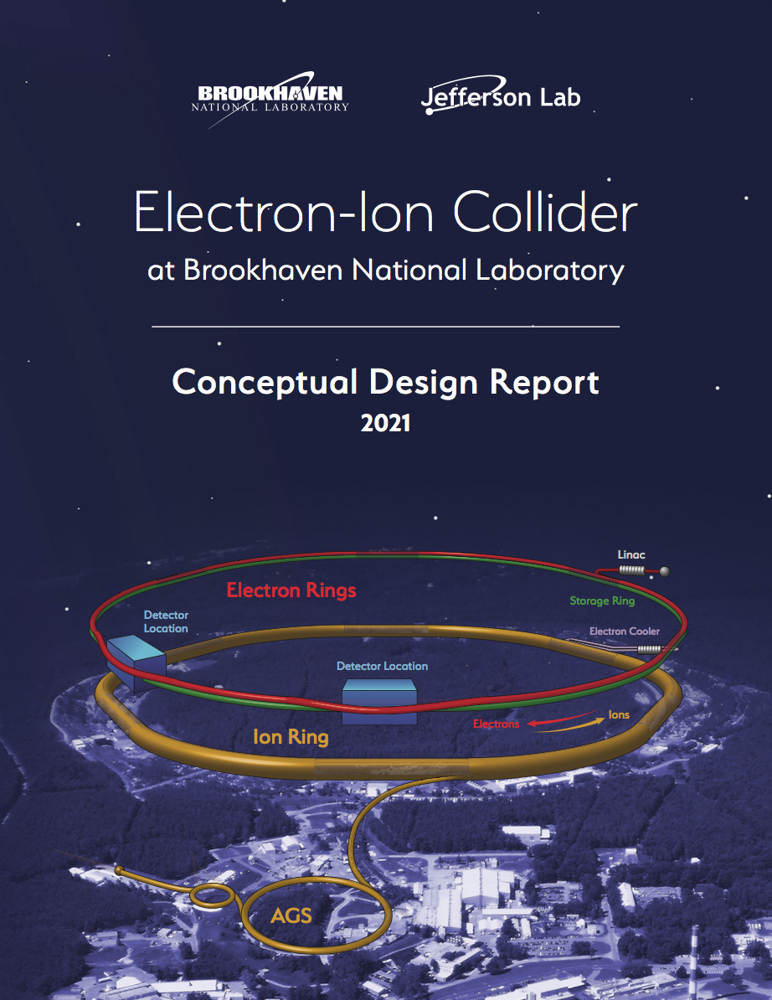 BROOKHAVEN
NATIONAL LABORATORY
Jefferson Lab
Electron-Ion Collider
at Brookhaven National Laboratory
Conceptual Design Report
2021
Linac
Electron Rings
Storage Ring
Detector
Location
Electron Cooler
Detector Location
Electrons
Ions
Ion Ring
AGS